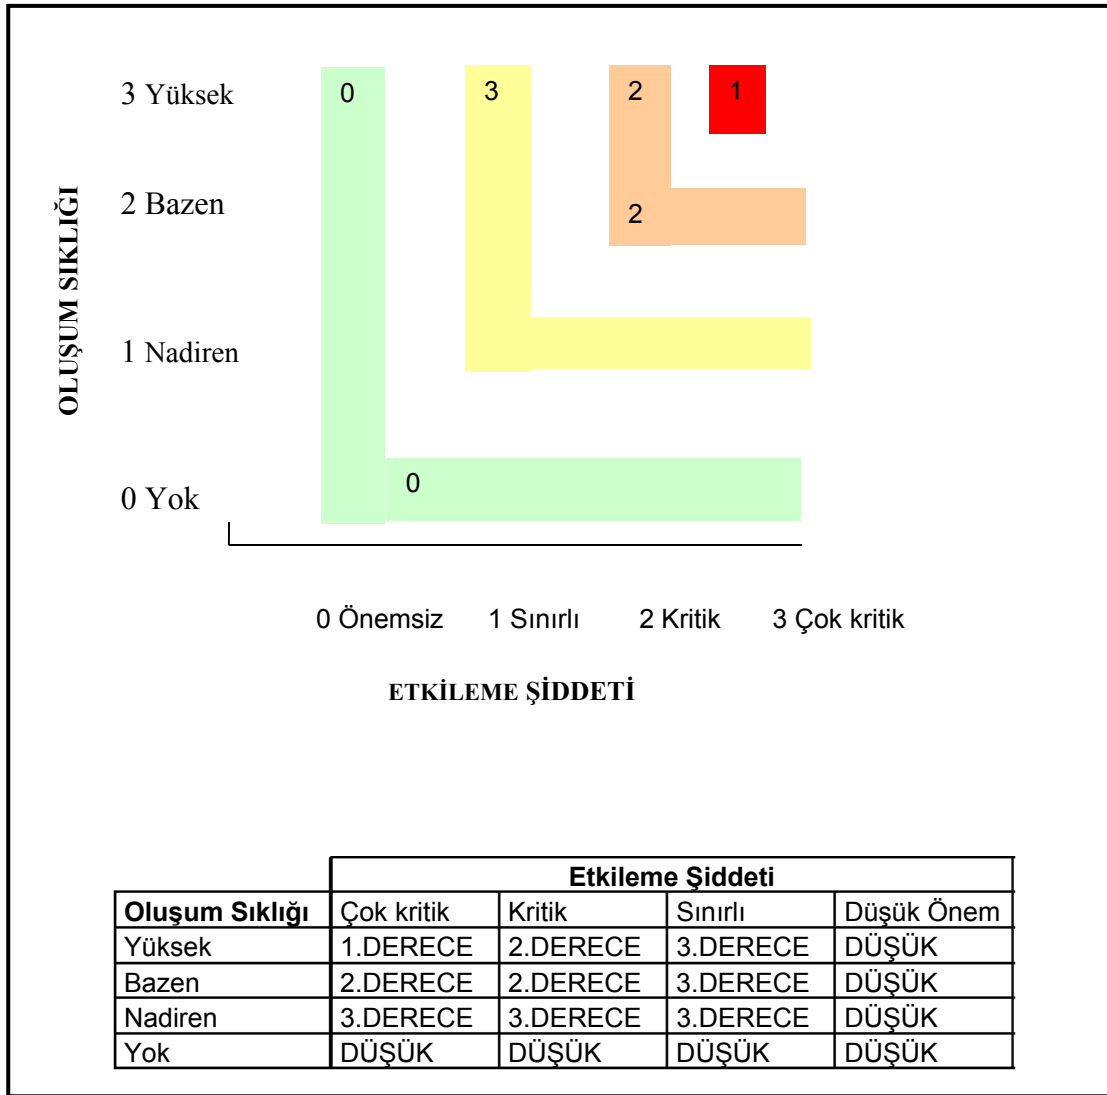 3 Yüksek 0 3 2 1
2 Bazen 2
OLUŞUM SIKLIĞI
1 Nadiren
0 Yok 0
0 Önemsiz 1 Sınırlı 2 Kritik 3 Çok kritik
ETKİLEME ŞİDDETİ
Etkileme Şiddeti
Oluşum Sıklığı Çok kritik Kritik Sınırlı Düşük Önem
Yüksek 1.DERECE 2.DERECE 3.DERECE DÜŞÜK
Bazen 2.DERECE 2.DERECE 3.DERECE DÜŞÜK
Nadiren 3.DERECE 3.DERECE 3.DERECE DÜŞÜK
Yok DÜŞÜK DÜŞÜK DÜŞÜK DÜŞÜK